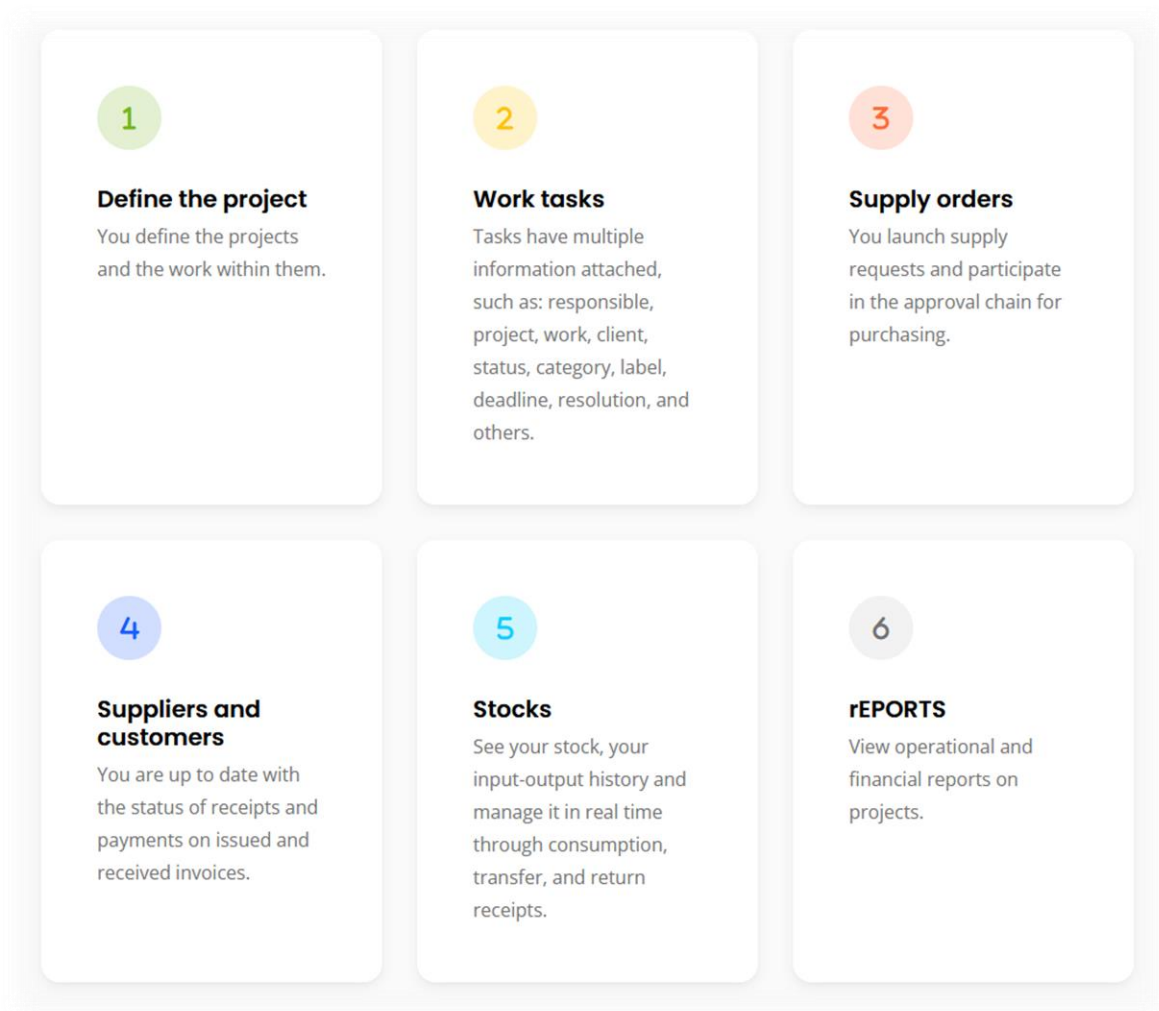 1
Define the project
You define the projects
and the work within them.
2
Work tasks
Tasks have multiple
information attached,
such as: responsible,
project, work, client,
status, category, label,
deadline, resolution, and
others.
3
Supply orders
You launch supply
requests and participate
in the approval chain for
purchasing.
4
Suppliers and
customers
You are up to date with
the status of receipts and
payments on issued and
received invoices.
5
Stocks
See your stock, your
input-output history and
manage it in real time
through consumption,
transfer, and return
receipts.
6
rEPORTS
View operational and
financial reports on
projects.